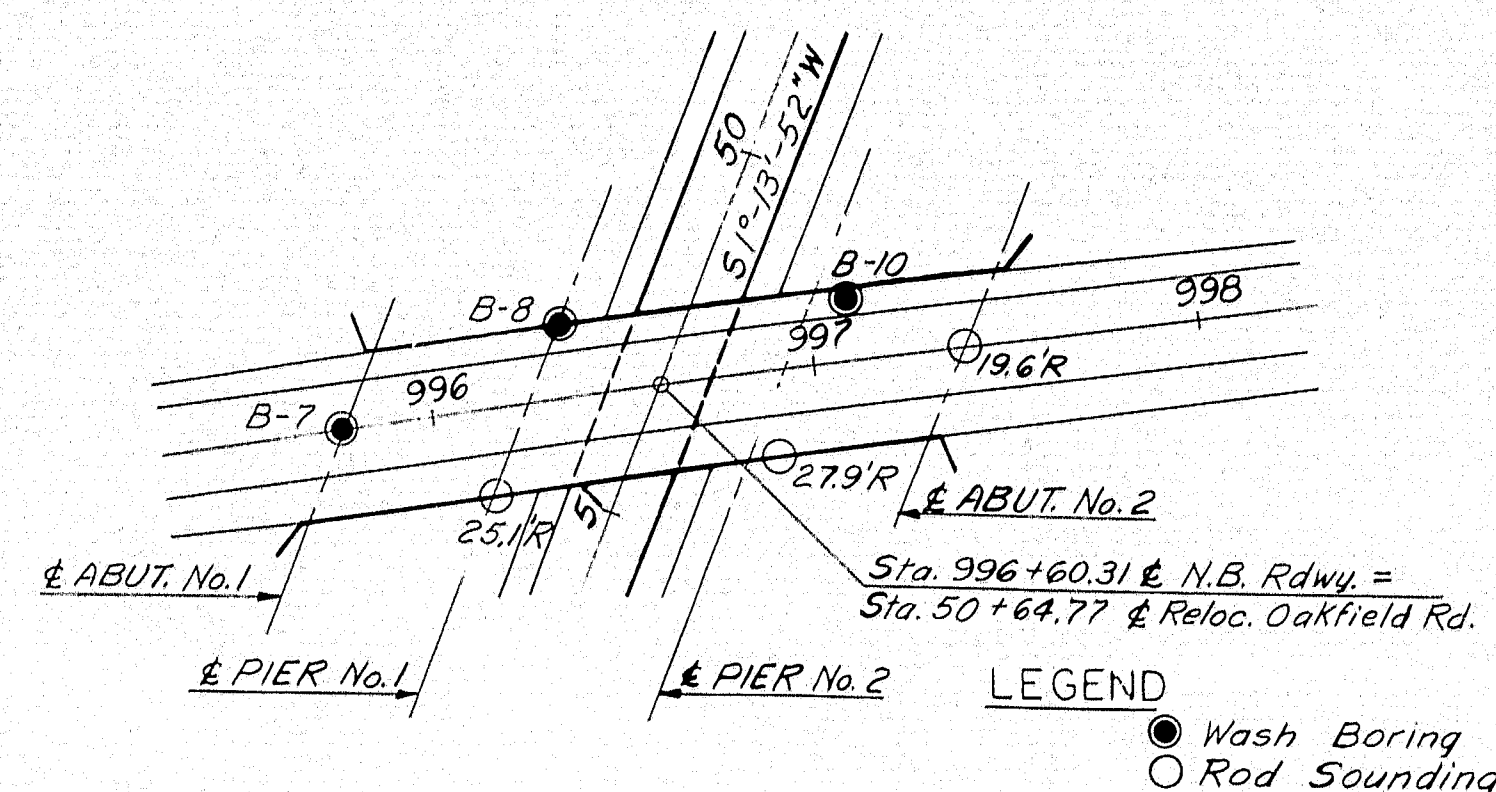 50
S1°-13'-52"W
B-10
998
B-8
997
19.6'R
996
B-7
27.9'R
51
25.1'R
℄ ABUT. No. 2
℄ ABUT. No. 1
Sta. 996+60.31 ℄ N.B. Rdwy. =
Sta. 50+64.77 ℄ Reloc. Oakfield Rd.
℄ PIER No. 1
℄ PIER No. 2
LEGEND
Wash Boring
Rod Sounding